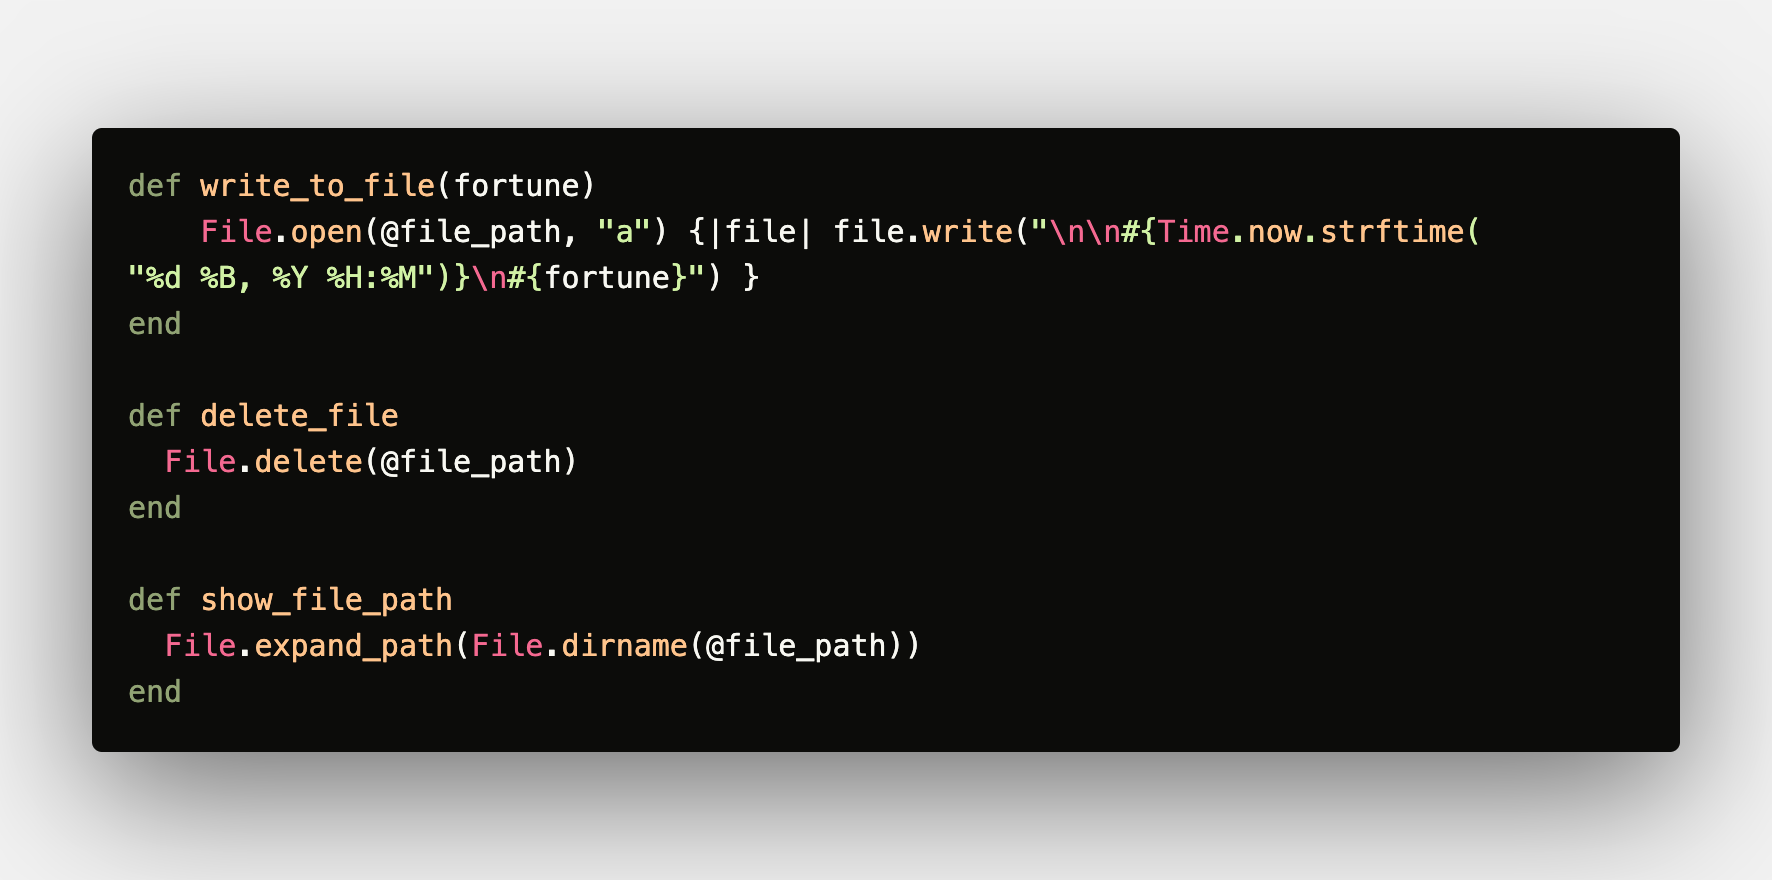 def write_to_file(fortune)
    File.open(@file_path, "a") {|file| file.write("\n\n#{Time.now.strftime(
"%d %B, %Y %H:%M")}\n#{fortune}") }
end

def delete_file
  File.delete(@file_path)
end

def show_file_path
  File.expand_path(File.dirname(@file_path))
end